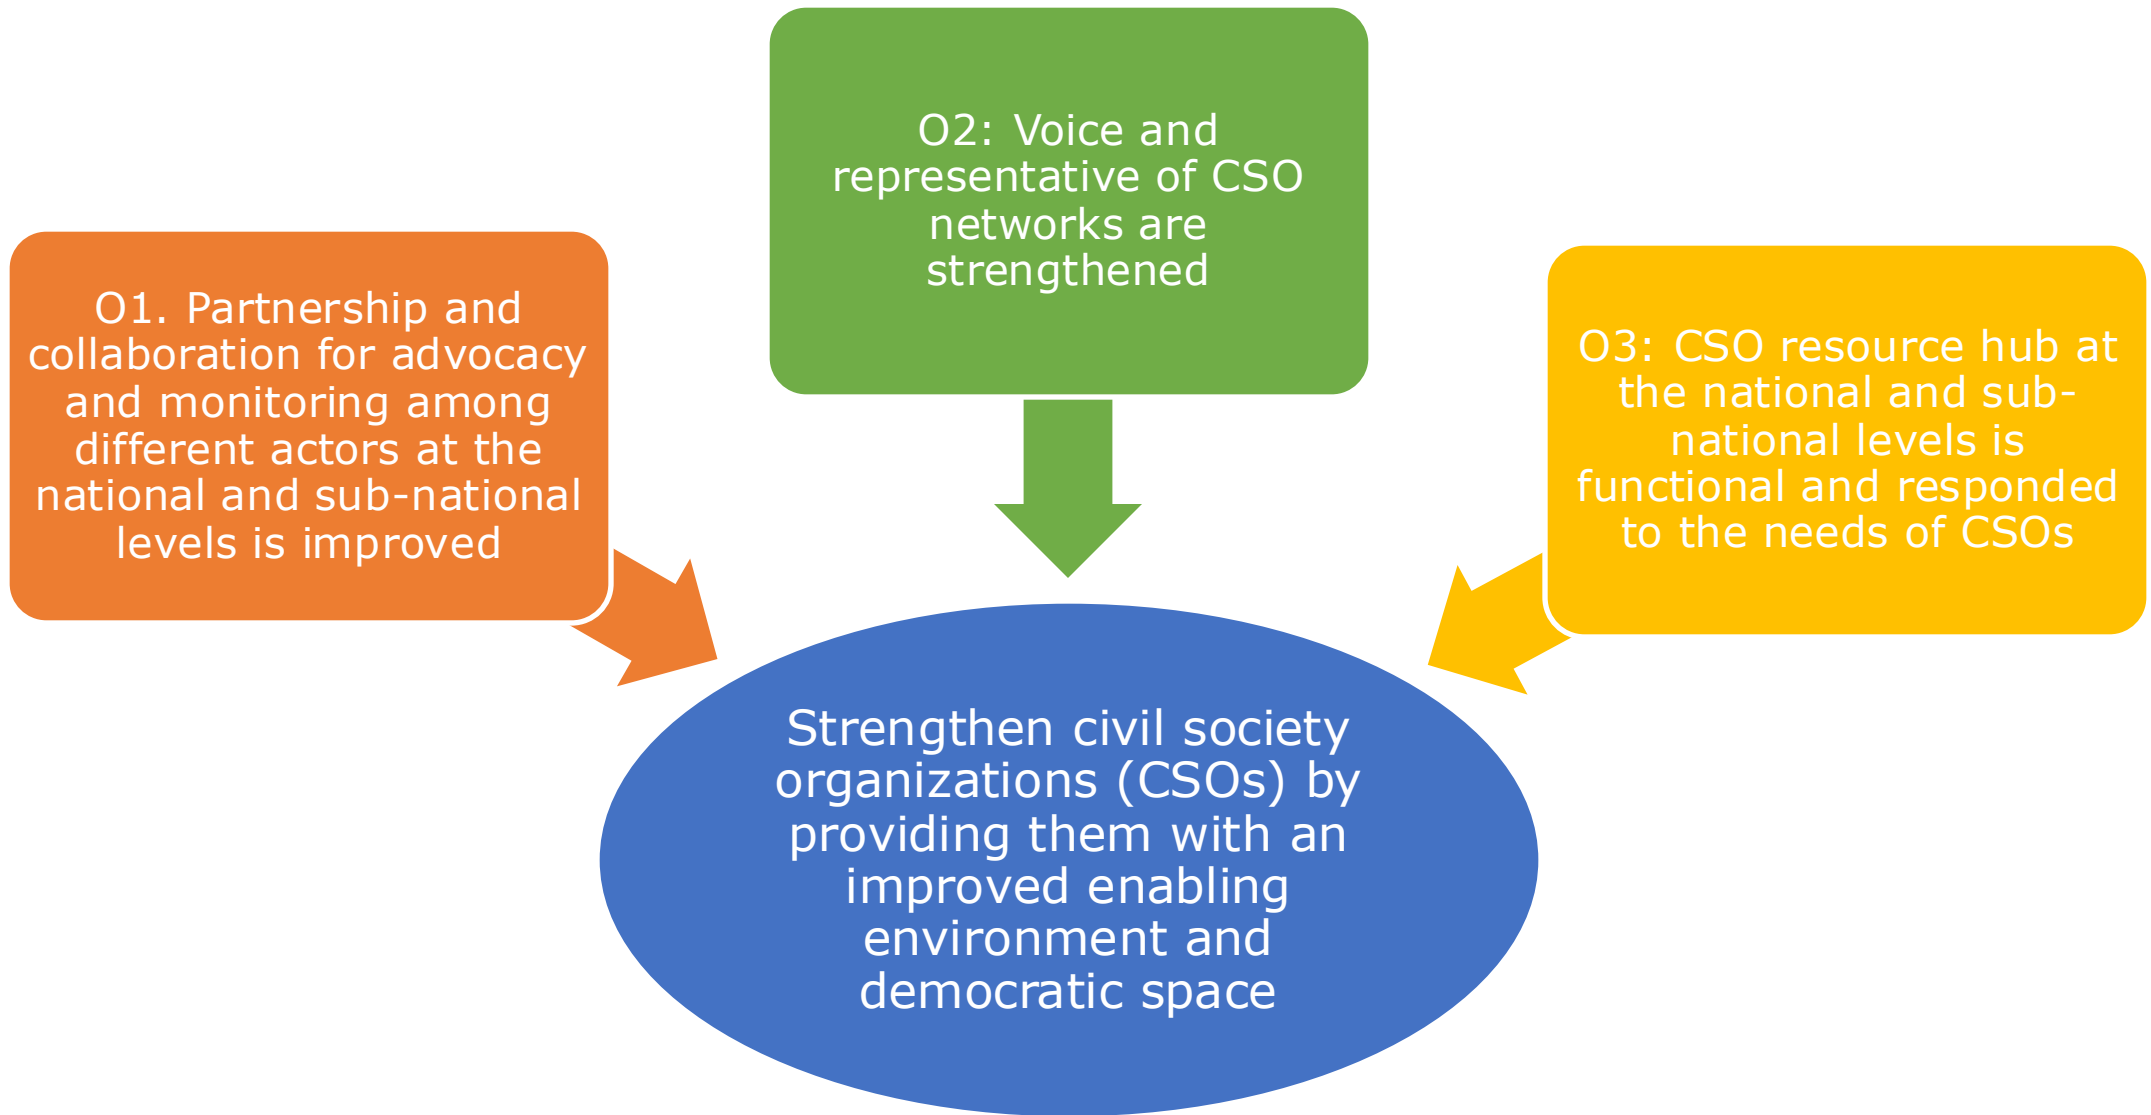 O1. Partnership and
collaboration for advocacy
and monitoring among
different actors at the
national and sub-national
levels is improved
O2: Voice and
representative of CSO
networks are
strengthened
O3: CSO resource hub at
the national and sub-
national levels is
functional and responded
to the needs of CSOs
Strengthen civil society
organizations (CSOs) by
providing them with an
improved enabling
environment and
democratic space